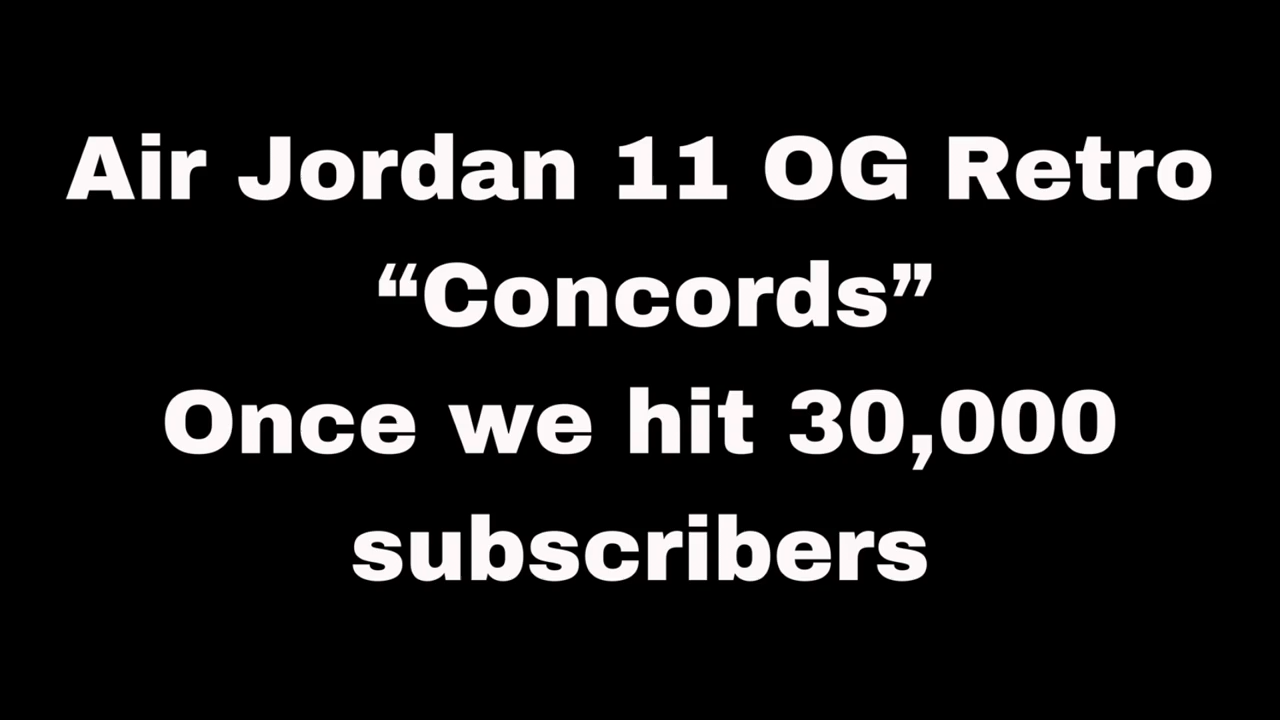 Air Jordan 11 OG Retro
“Concords”
Once we hit 30,000
subscribers